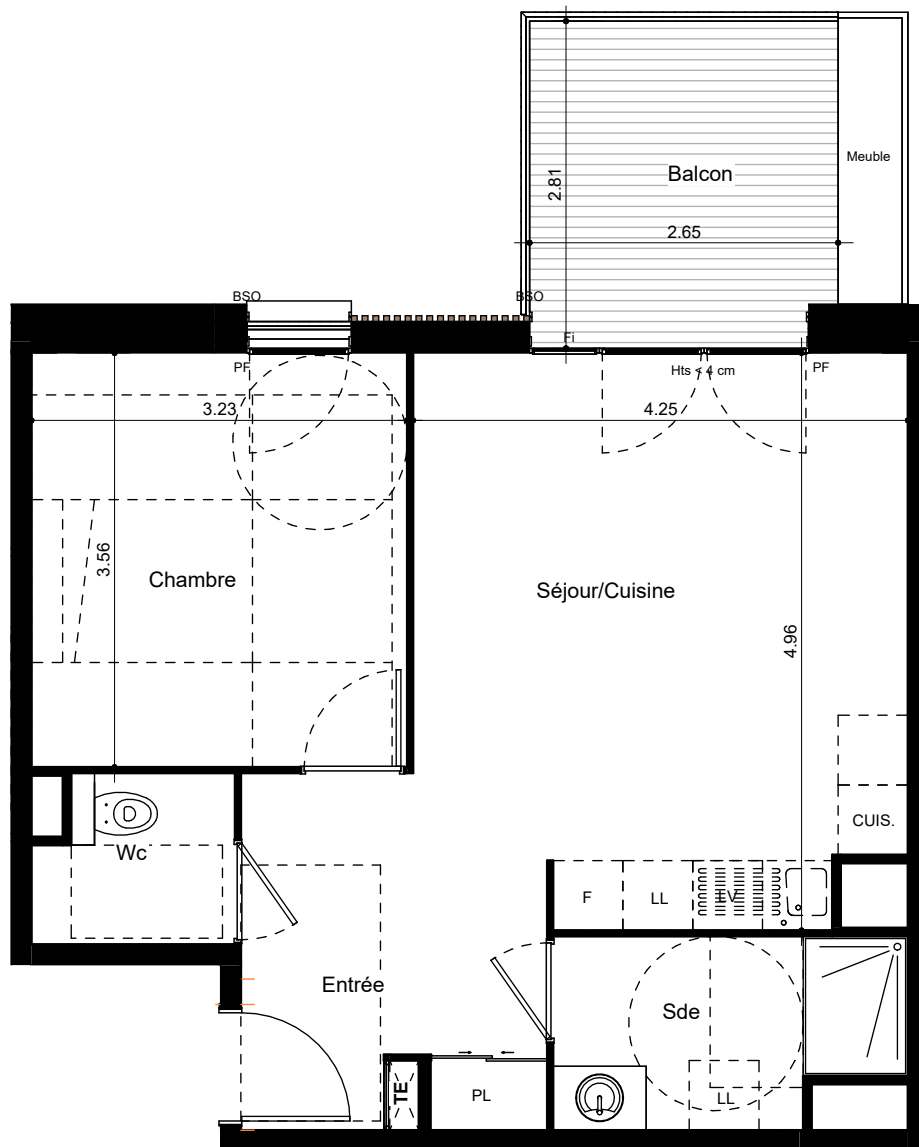 Meuble
Balcon
2.81
2.65
BSO
BSO
Fi
PF
Hts < 4 cm
PF
3.23
4.25
3.56
Chambre
Séjour/Cuisine
4.96
CUIS.
Wc
F
LL
LV
Entrée
Sde
TE
PL
LL